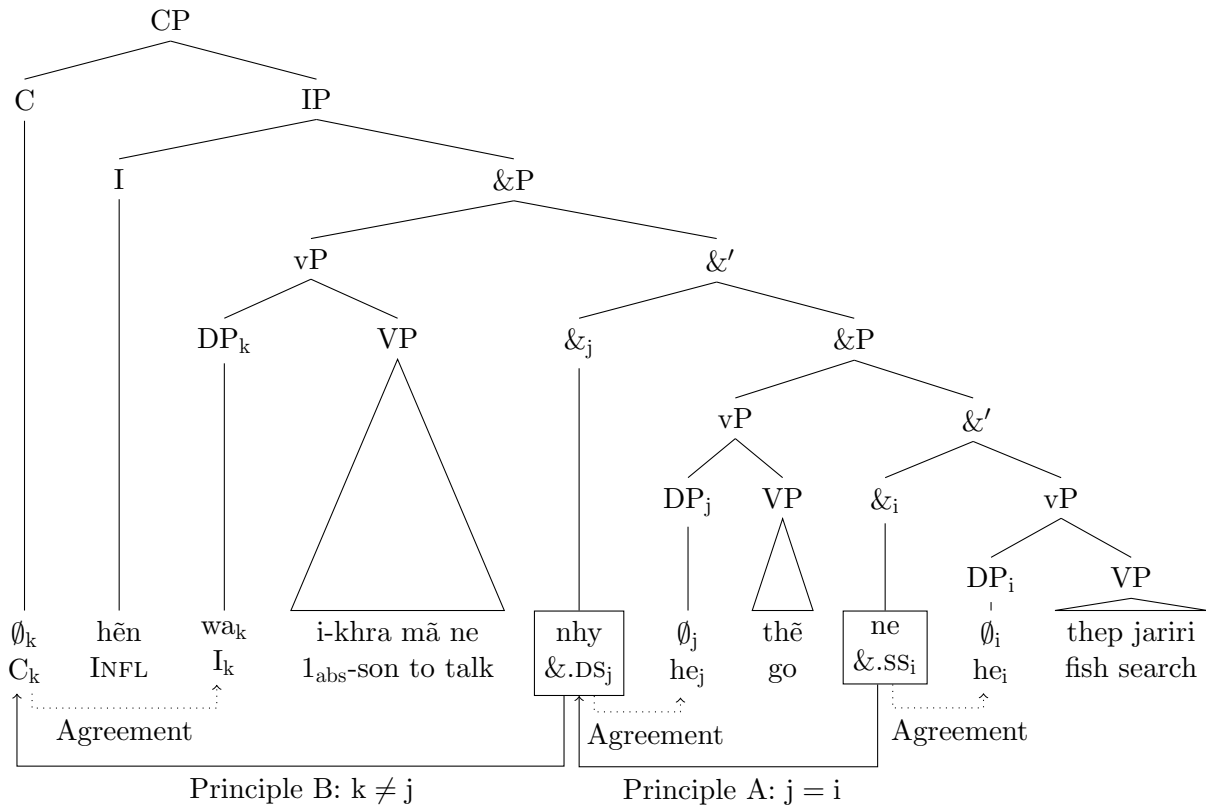 CP
C IP
I &P
vP &′
DPₖ VP &ⱼ &P
vP &′
DPⱼ VP &ᵢ vP
DPᵢ VP
∅ₖ hẽn waₖ i-khra mã ne nhy ∅ⱼ thẽ ne ∅ᵢ thep jariri
Cₖ INFL Iₖ 1abs-son to talk &.DSⱼ heⱼ go &.SSᵢ heᵢ fish search
Agreement Agreement Agreement
Principle B: k ≠ j Principle A: j = i